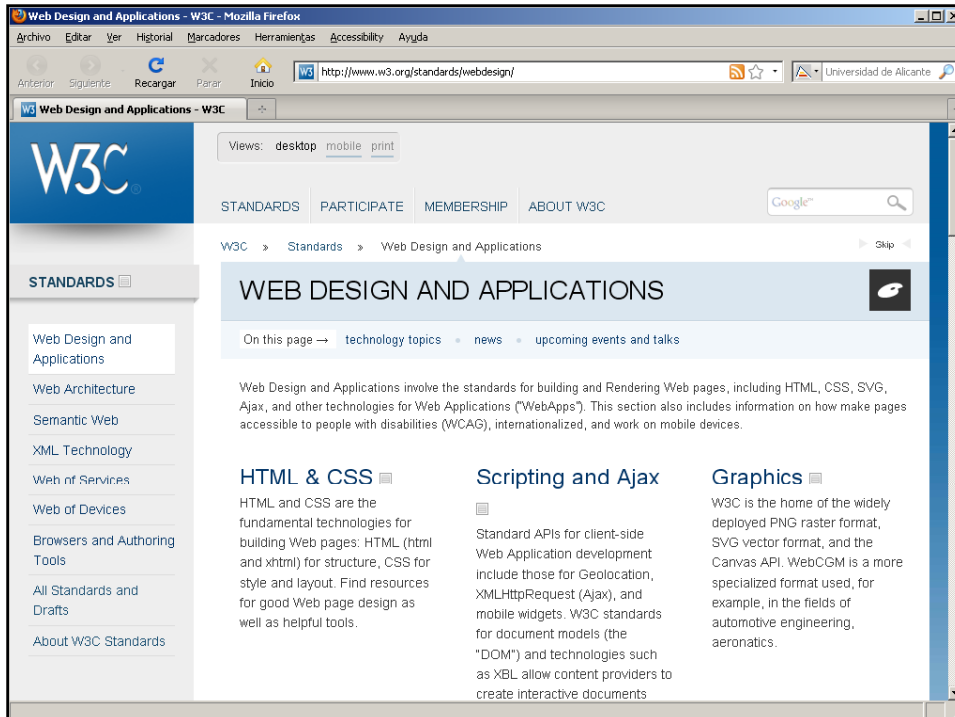 Web Design and Applications - W3C - Mozilla Firefox
Archivo Editar Ver Historial Marcadores Herramientas Accessibility Ayuda
Anterior Siguiente Recargar Parar Inicio
W3 http://www.w3.org/standards/webdesign/ Universidad de Alicante
W3 Web Design and Applications - W3C
W3C®
Views: desktop mobile print
STANDARDS PARTICIPATE MEMBERSHIP ABOUT W3C
Google™
W3C » Standards » Web Design and Applications
Skip
STANDARDS
Web Design and
Applications
Web Architecture
Semantic Web
XML Technology
Web of Services
Web of Devices
Browsers and Authoring
Tools
All Standards and
Drafts
About W3C Standards
WEB DESIGN AND APPLICATIONS
On this page → technology topics • news • upcoming events and talks
Web Design and Applications involve the standards for building and Rendering Web pages, including HTML, CSS, SVG,
Ajax, and other technologies for Web Applications ("WebApps"). This section also includes information on how make pages
accessible to people with disabilities (WCAG), internationalized, and work on mobile devices.
HTML & CSS
HTML and CSS are the
fundamental technologies for
building Web pages: HTML (html
and xhtml) for structure, CSS for
style and layout. Find resources
for good Web page design as
well as helpful tools.
Scripting and Ajax
Standard APIs for client-side
Web Application development
include those for Geolocation,
XMLHttpRequest (Ajax), and
mobile widgets. W3C standards
for document models (the
"DOM") and technologies such
as XBL allow content providers to
create interactive documents
Graphics
W3C is the home of the widely
deployed PNG raster format,
SVG vector format, and the
Canvas API. WebCGM is a more
specialized format used, for
example, in the fields of
automotive engineering,
aeronatics.